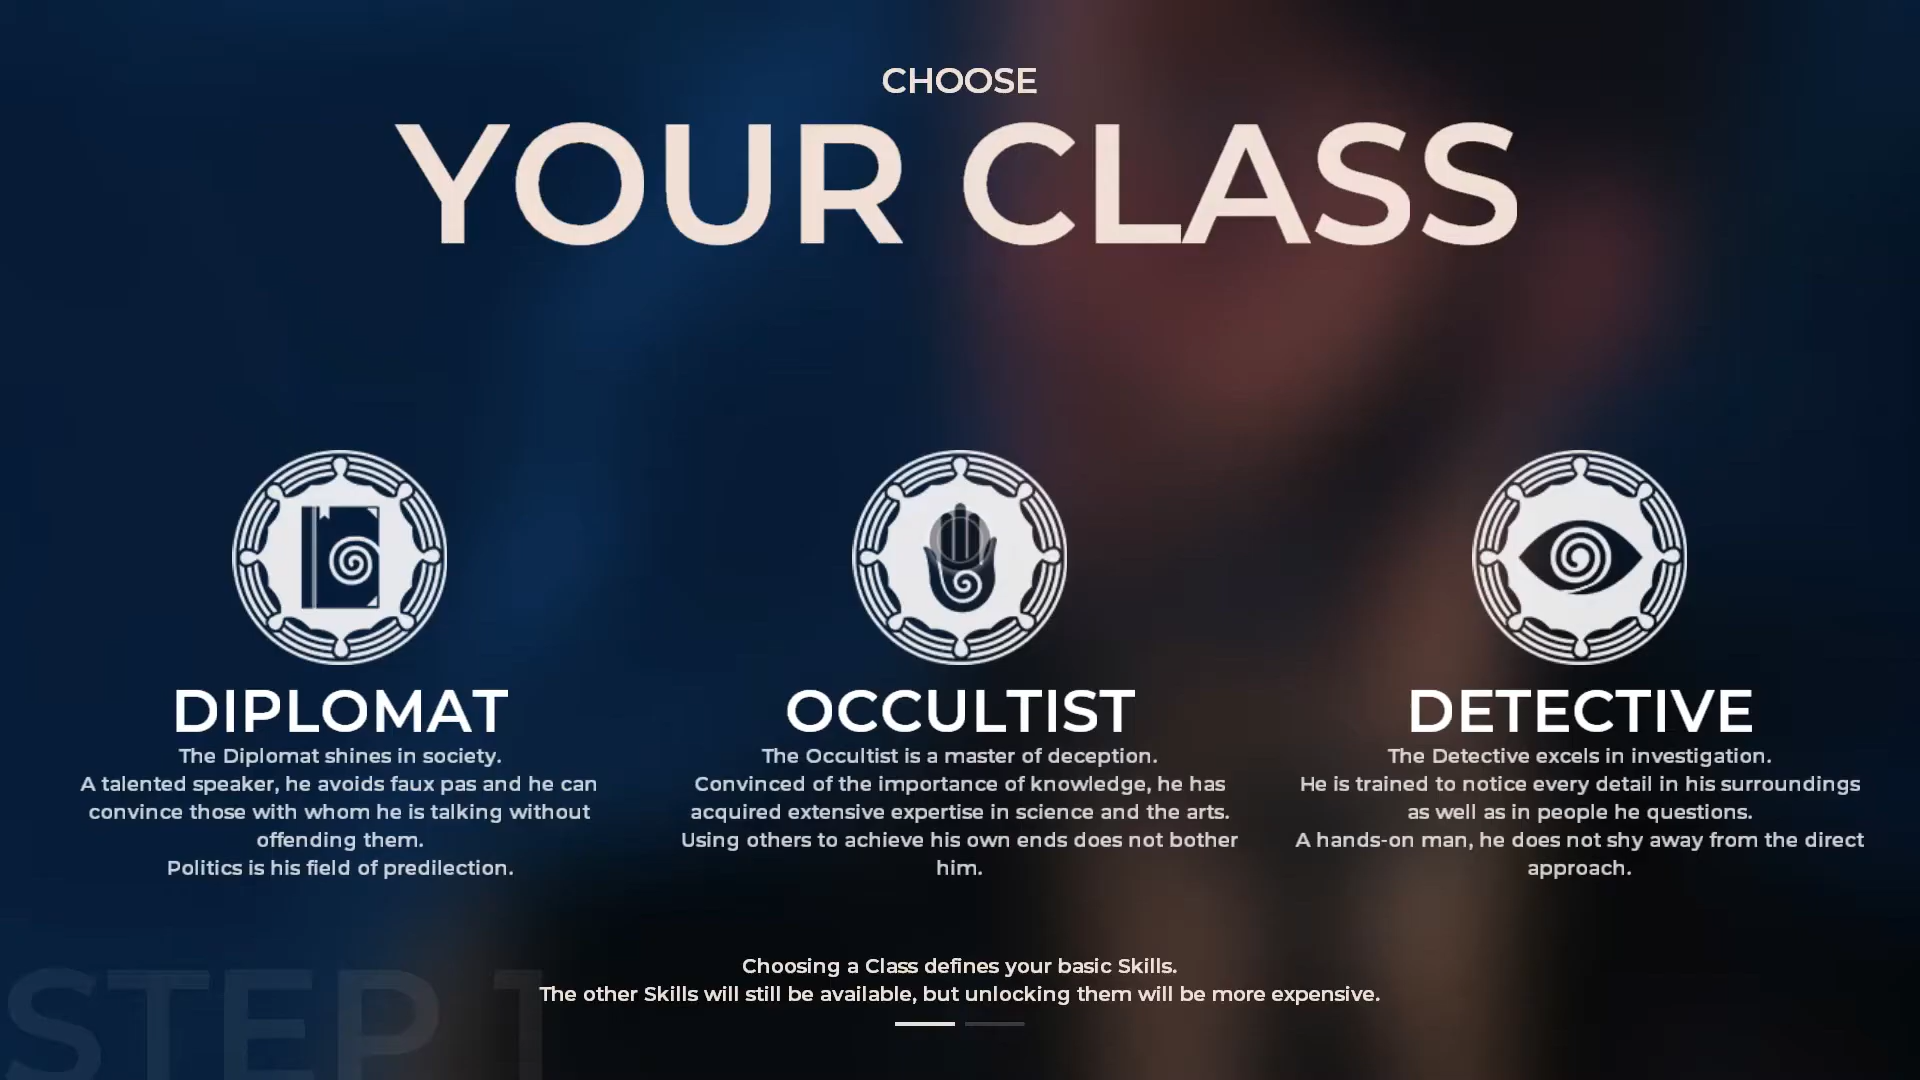 CHOOSE
YOUR CLASS
DIPLOMAT
The Diplomat shines in society.
A talented speaker, he avoids faux pas and he can
convince those with whom he is talking without
offending them.
Politics is his field of predilection.
OCCULTIST
The Occultist is a master of deception.
Convinced of the importance of knowledge, he has
acquired extensive expertise in science and the arts.
Using others to achieve his own ends does not bother
him.
DETECTIVE
The Detective excels in investigation.
He is trained to notice every detail in his surroundings
as well as in people he questions.
A hands-on man, he does not shy away from the direct
approach.
Choosing a Class defines your basic Skills.
The other Skills will still be available, but unlocking them will be more expensive.
STEP 1